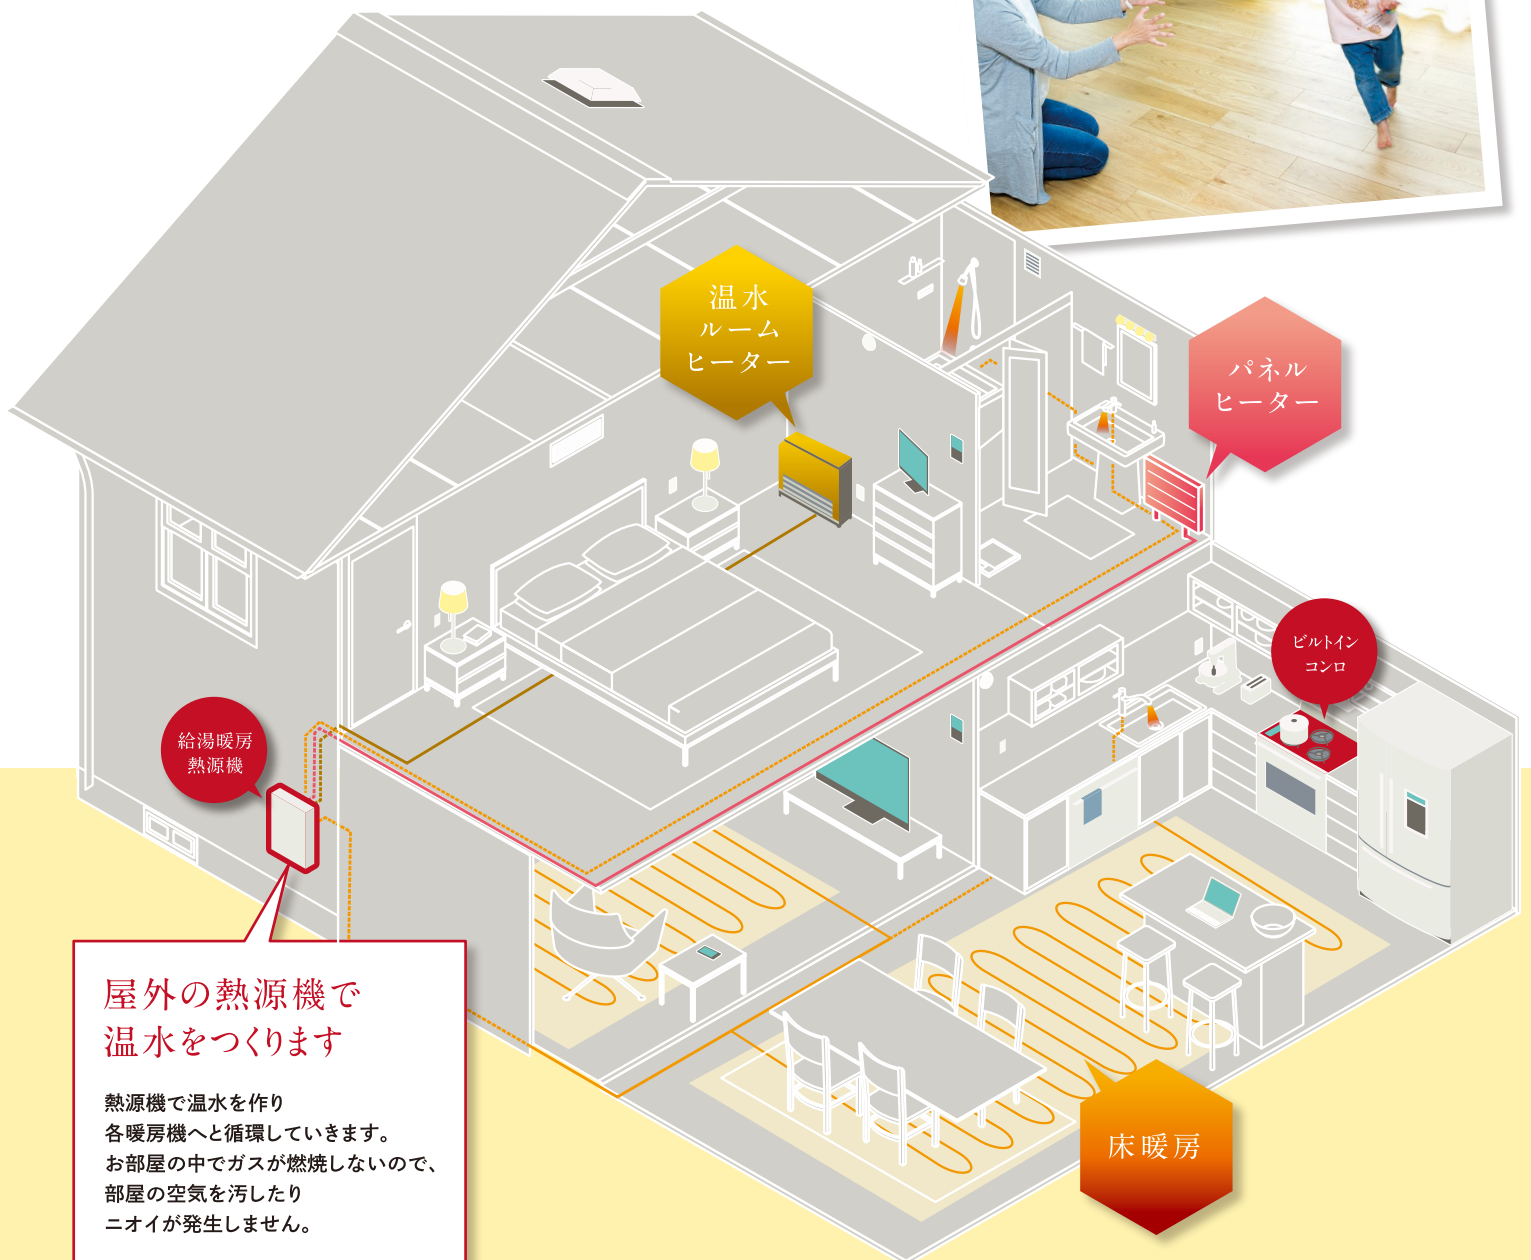 温水
ルーム
ヒーター
パネル
ヒーター
ビルトイン
コンロ
給湯暖房
熱源機
屋外の熱源機で
温水をつくります
熱源機で温水を作り
各暖房機へと循環していきます。
お部屋の中でガスが燃焼しないので、
部屋の空気を汚したり
ニオイが発生しません。
床暖房